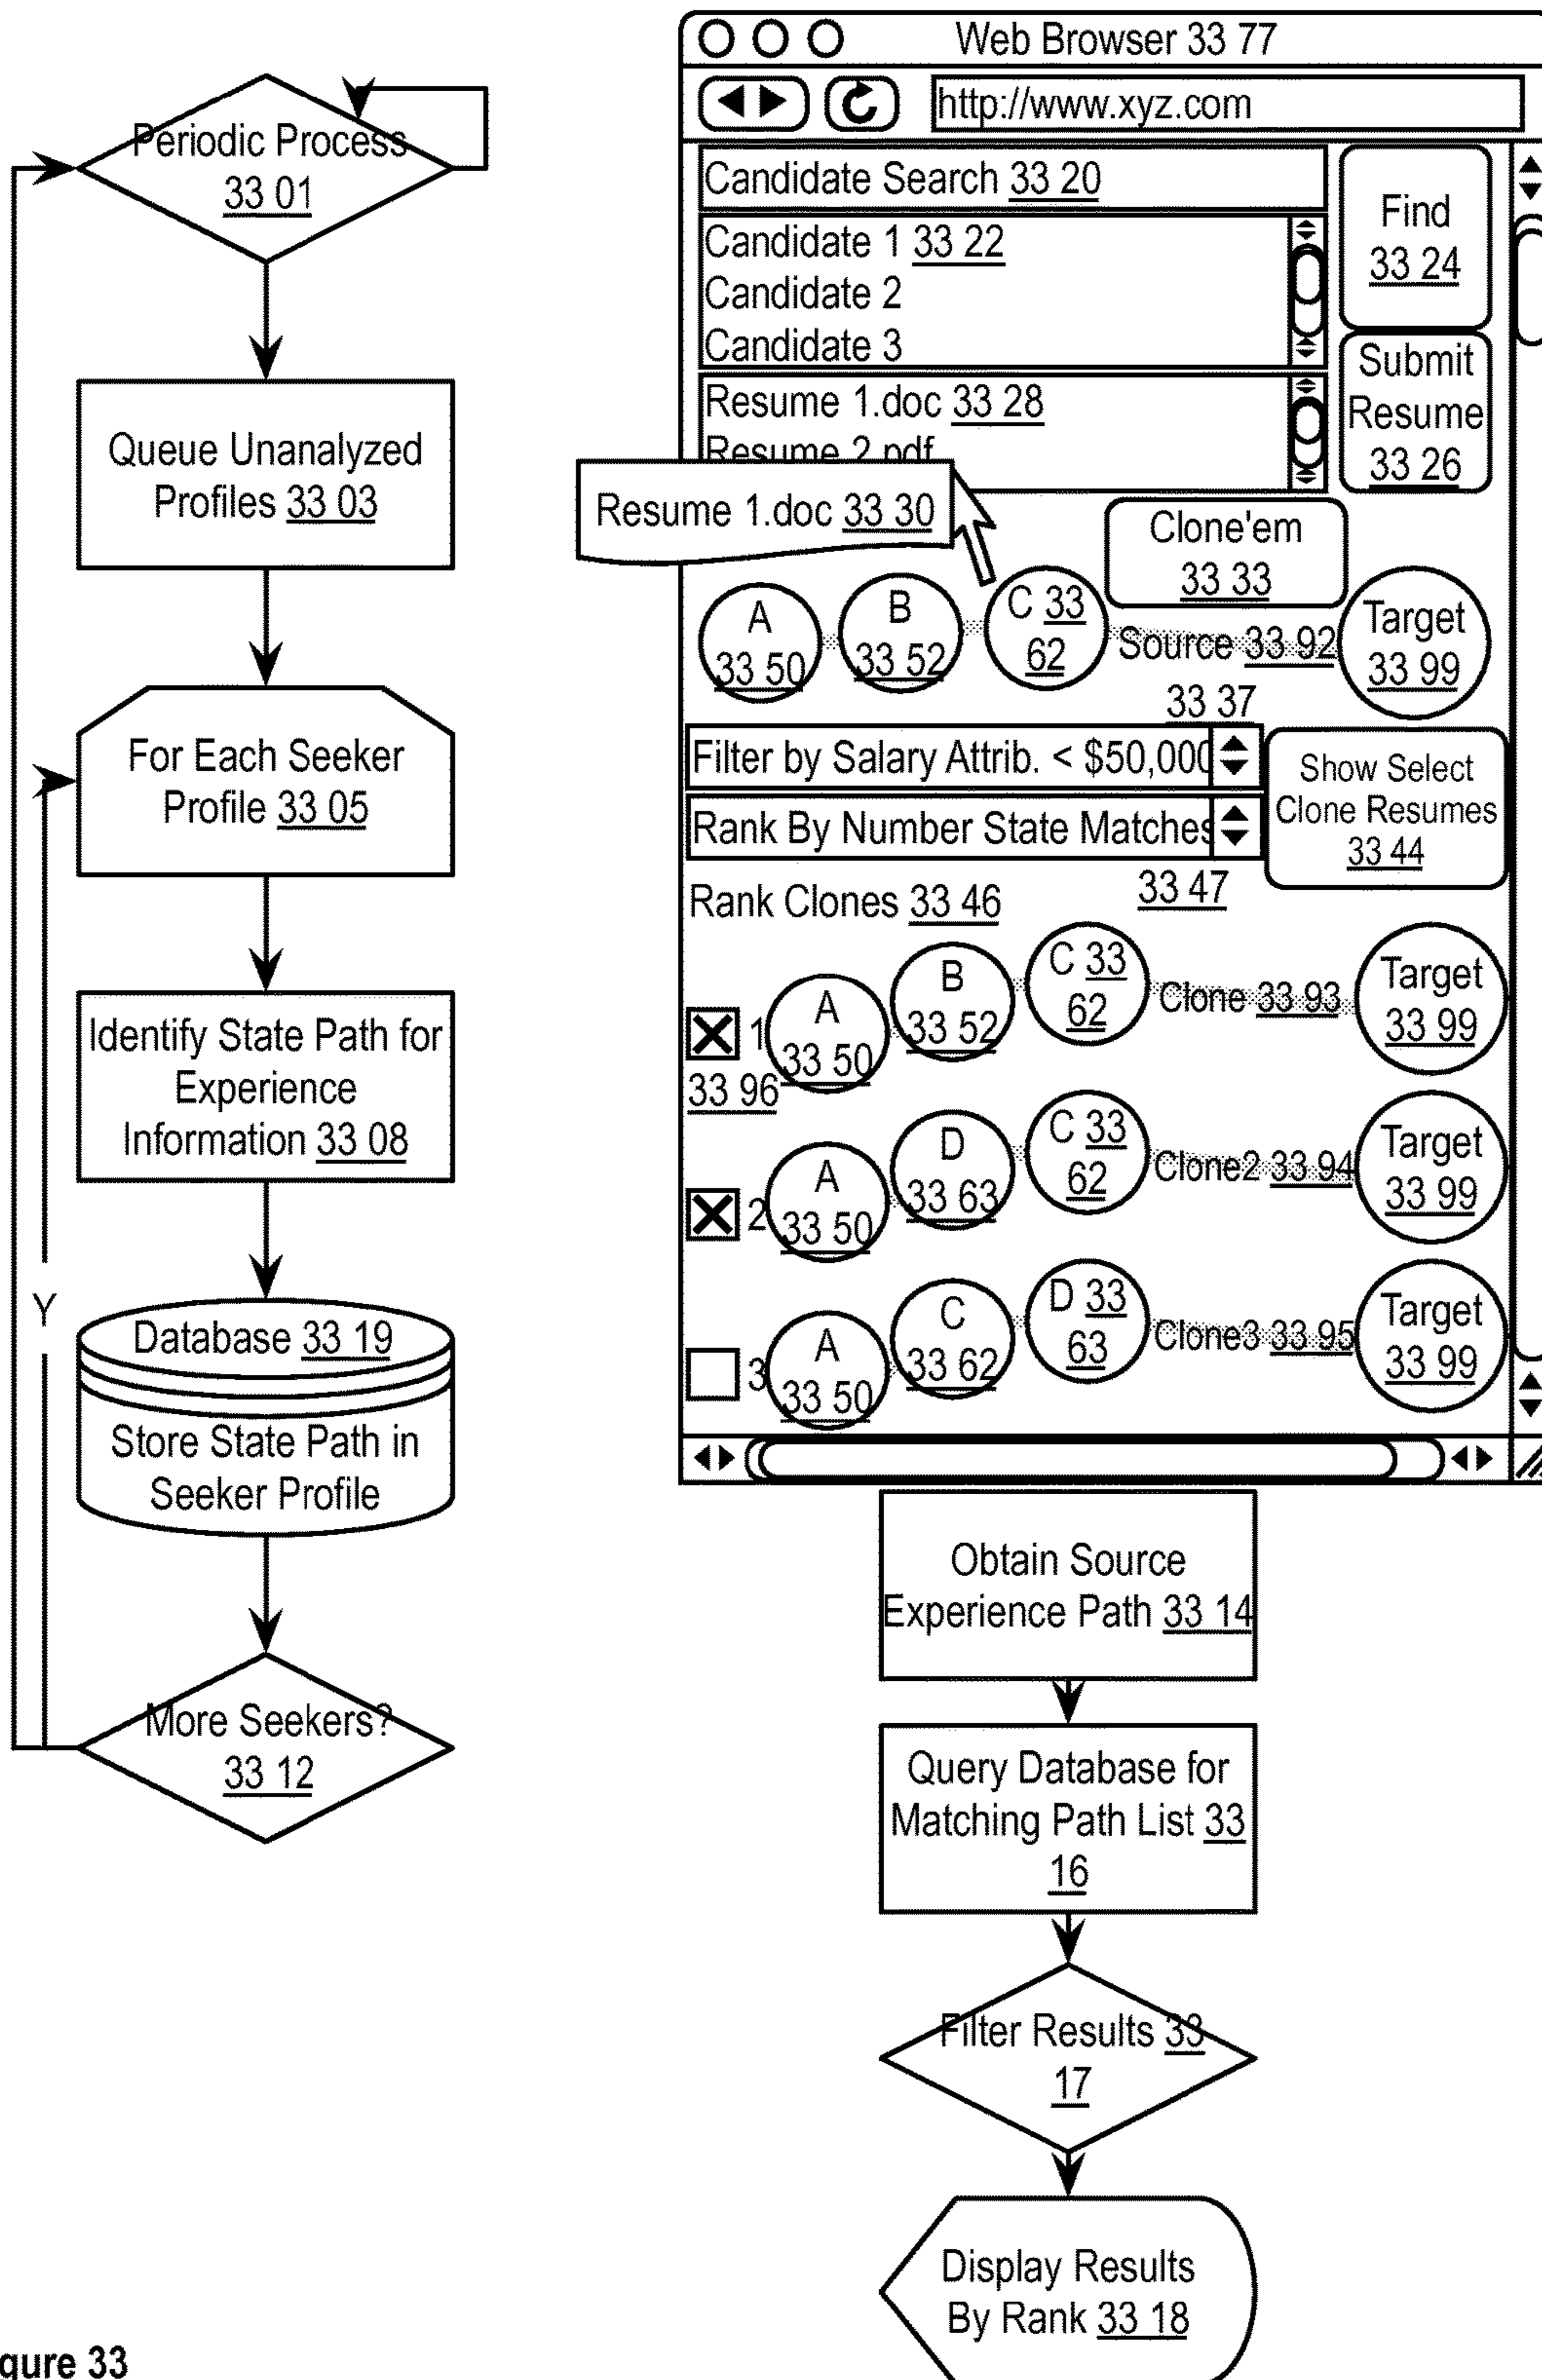 Periodic Process
33 01
Queue Unanalyzed
Profiles 33 03
For Each Seeker
Profile 33 05
Identify State Path for
Experience
Information 33 08
Y
Database 33 19
Store State Path in
Seeker Profile
More Seekers?
33 12
Web Browser 33 77
http://www.xyz.com
Candidate Search 33 20
Find
33 24
Candidate 1 33 22
Candidate 2
Candidate 3
Submit
Resume
33 26
Resume 1.doc 33 28
Resume 2.pdf
Resume 1.doc 33 30
Clone'em
33 33
A
33 50
B
33 52
C 33
62
Source 33 92
Target
33 99
33 37
Filter by Salary Attrib. < $50,000
Rank By Number State Matches
Show Select
Clone Resumes
33 44
Rank Clones 33 46
33 47
1
33 96
A
33 50
B
33 52
C 33
62
Clone 33 93
Target
33 99
2
A
33 50
D
33 63
C 33
62
Clone2 33 94
Target
33 99
3
A
33 50
C
33 62
D 33
63
Clone3 33 95
Target
33 99
Obtain Source
Experience Path 33 14
Query Database for
Matching Path List 33
16
Filter Results 33
17
Display Results
By Rank 33 18
gure 33